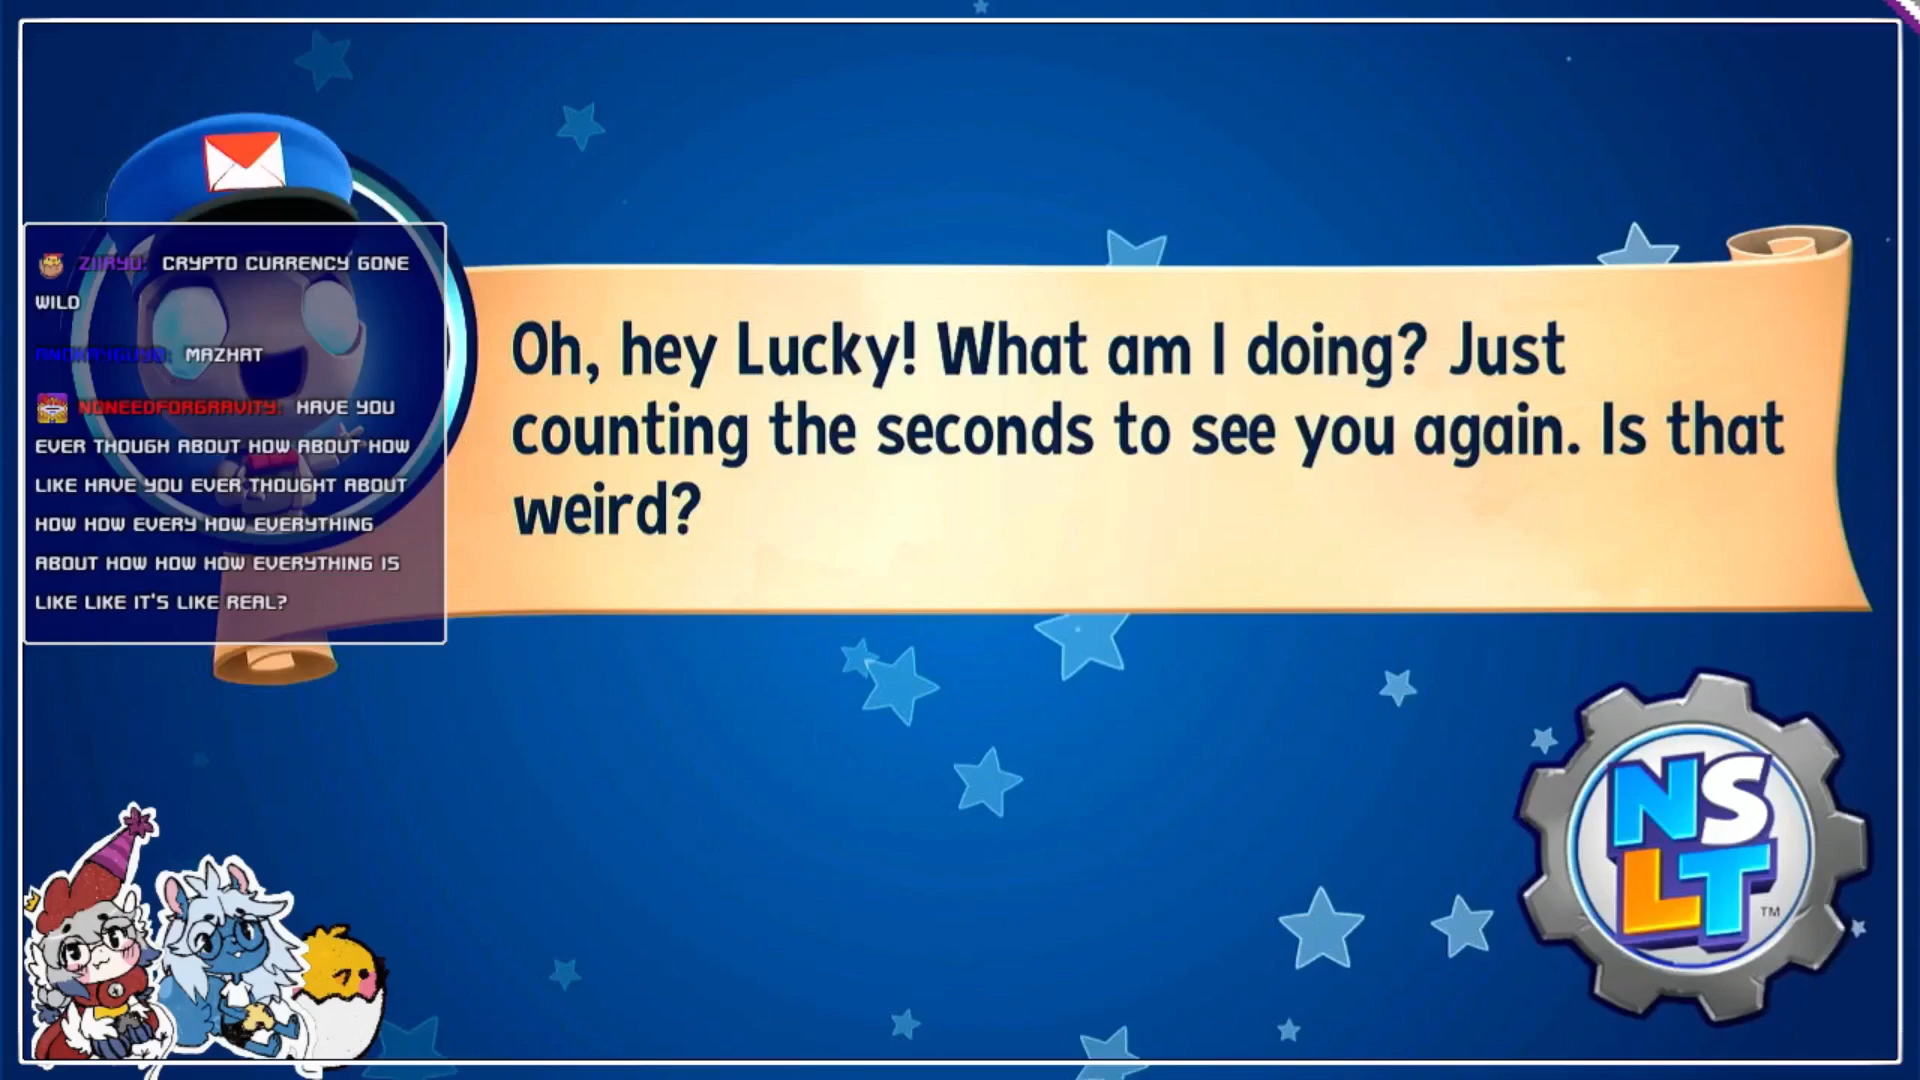 ZIIRYU: CRYPTO CURRENCY GONE
WILD
ANOKAYGUY8: MAZHAT
NONEEDFORGRAVITY: HAVE YOU
EVER THOUGH ABOUT HOW ABOUT HOW
LIKE HAVE YOU EVER THOUGHT ABOUT
HOW HOW EVERY HOW EVERYTHING
ABOUT HOW HOW HOW EVERYTHING IS
LIKE LIKE IT'S LIKE REAL?
Oh, hey Lucky! What am I doing? Just
counting the seconds to see you again. Is that
weird?
NS
LT
TM